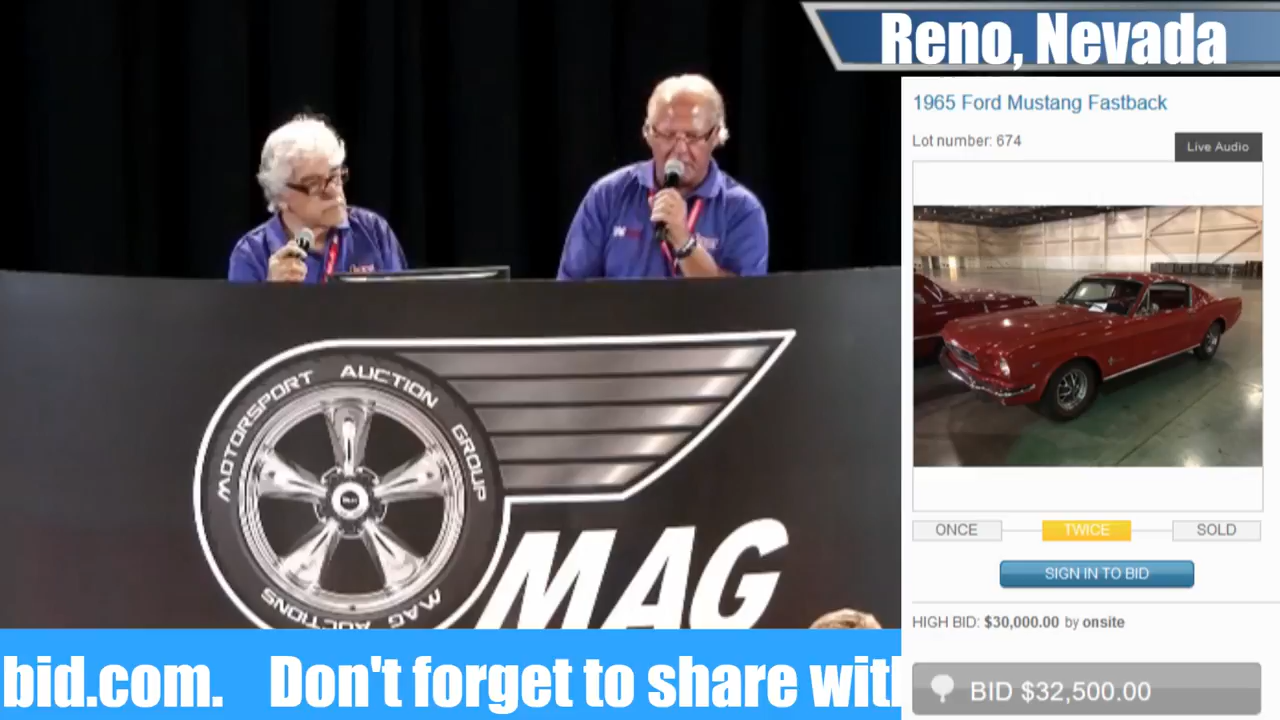 Reno, Nevada
1965 Ford Mustang Fastback
Lot number: 674
Live Audio
MOTORSPORT AUCTION GROUP
MAG AUCTIONS
MAG
ONCE
TWICE
SOLD
SIGN IN TO BID
HIGH BID: $30,000.00 by onsite
BID $32,500.00
bid.com. Don't forget to share with